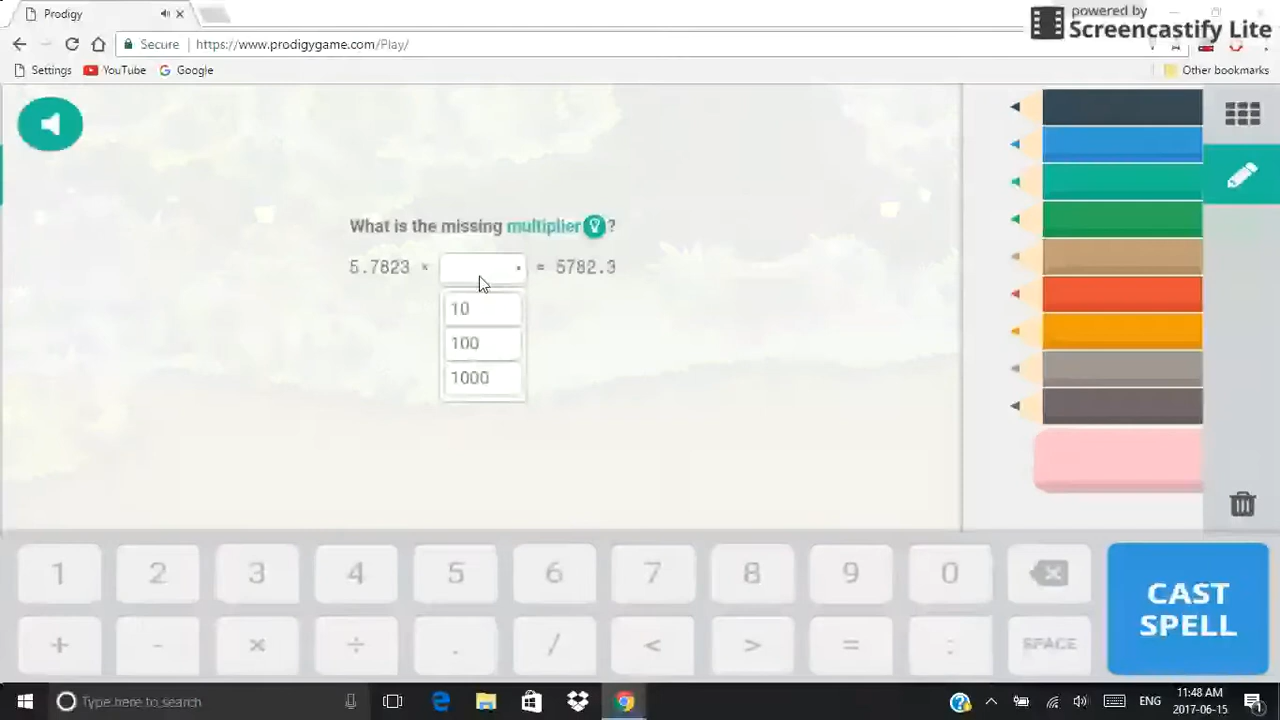 Prodigy
powered by
Screencastify Lite
Secure
https://www.prodigygame.com/Play/
Settings
YouTube
Google
Other bookmarks
What is the missing multiplier ?
5.7823 × = 5782.3
10
100
1000
1 2 3 4 5 6 7 8 9 0
+ - × ÷ . / < > = : SPACE
CAST
SPELL
Type here to search
ENG
11:48 AM
2017-06-15